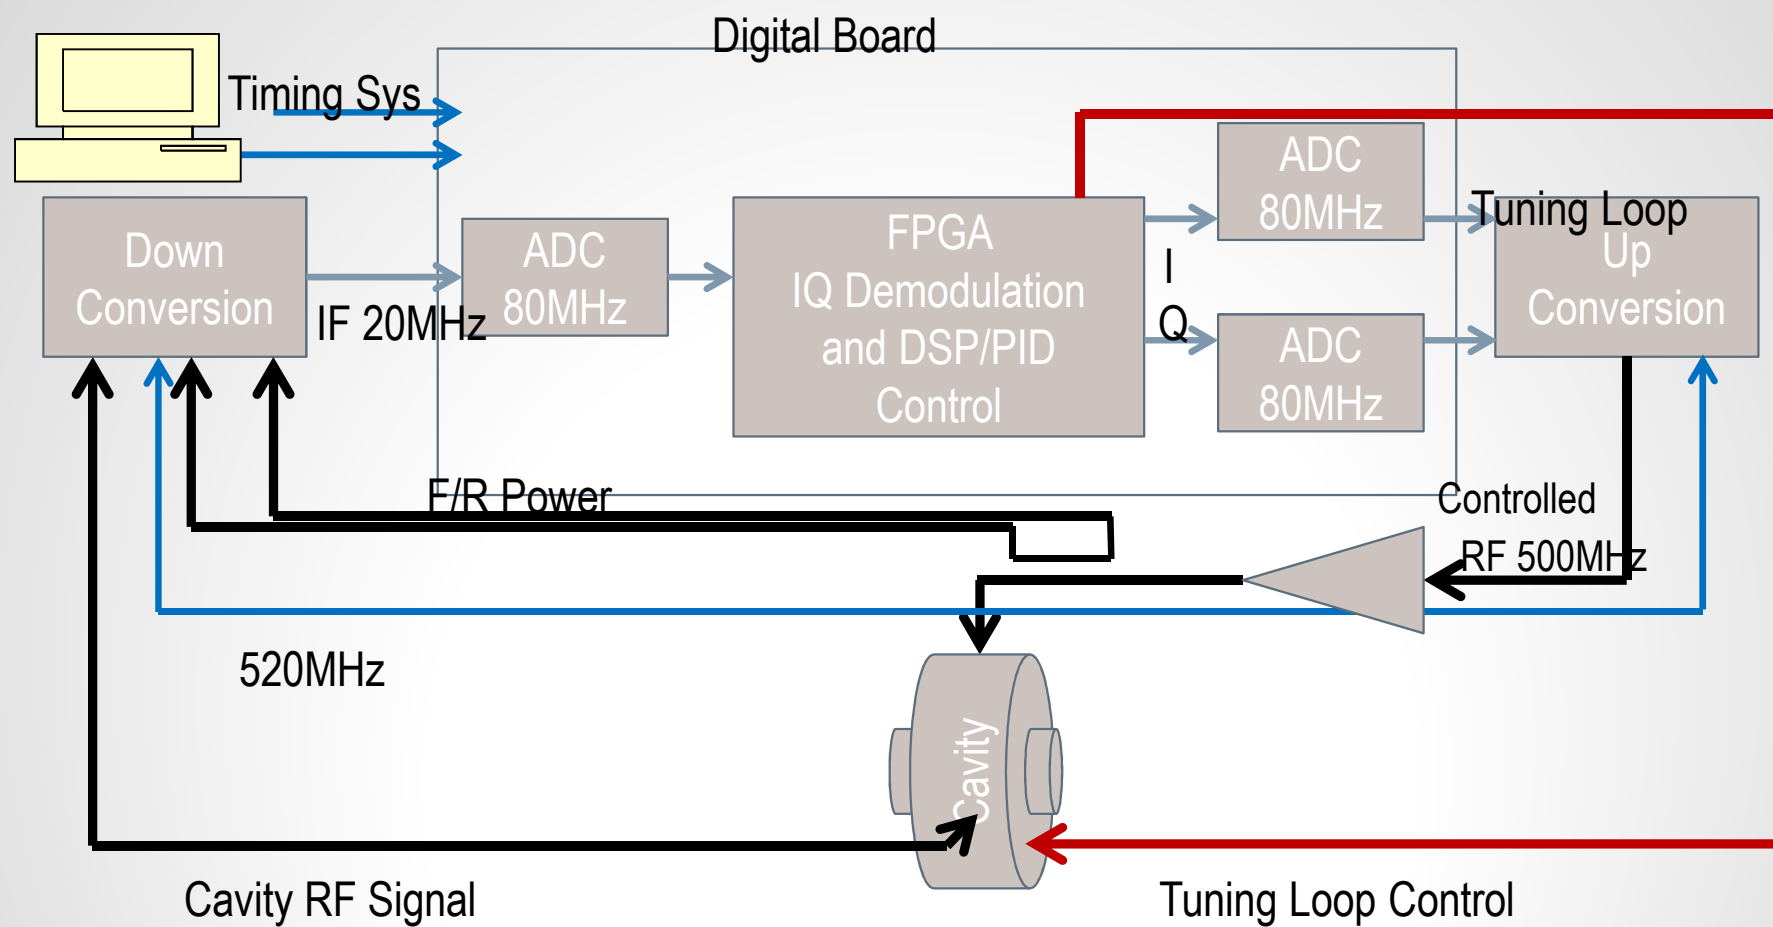 Digital Board
Timing Sys
Down
Conversion
IF 20MHz
ADC
80MHz
FPGA
IQ Demodulation
and DSP/PID
Control
I
Q
ADC
80MHz
ADC
80MHz
Tuning Loop
Up
Conversion
F/R Power
Controlled
RF 500MHz
520MHz
Cavity
Cavity RF Signal
Tuning Loop Control